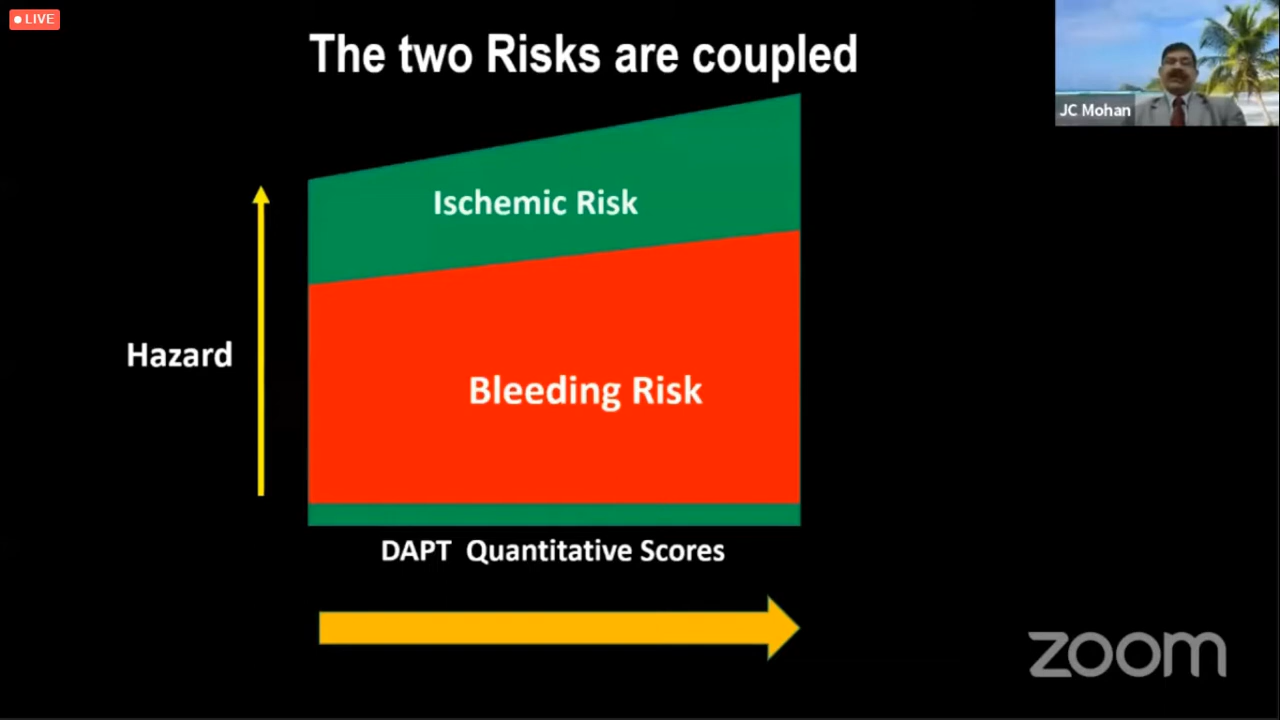 LIVE
The two Risks are coupled
JC Mohan
Ischemic Risk
Hazard
Bleeding Risk
DAPT Quantitative Scores
zoom